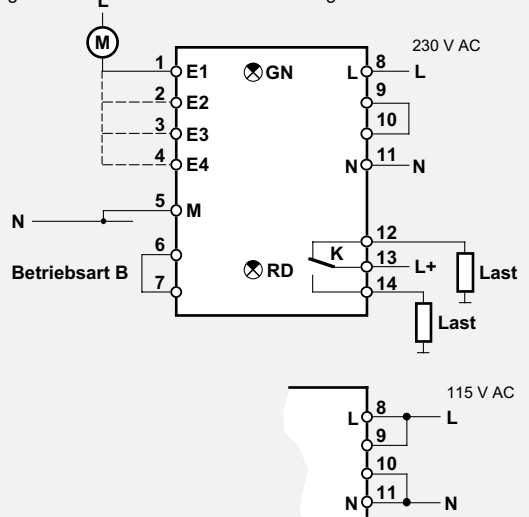 L
M
230 V AC
1 E1 GN L 8 L
2 E2 9
3 E3 10
4 E4 N 11 N
N 5 M
6 12
Betriebsart B K 13 L+ Last
7 RD 14
Last
115 V AC
L 8 L
9
10
N 11 N